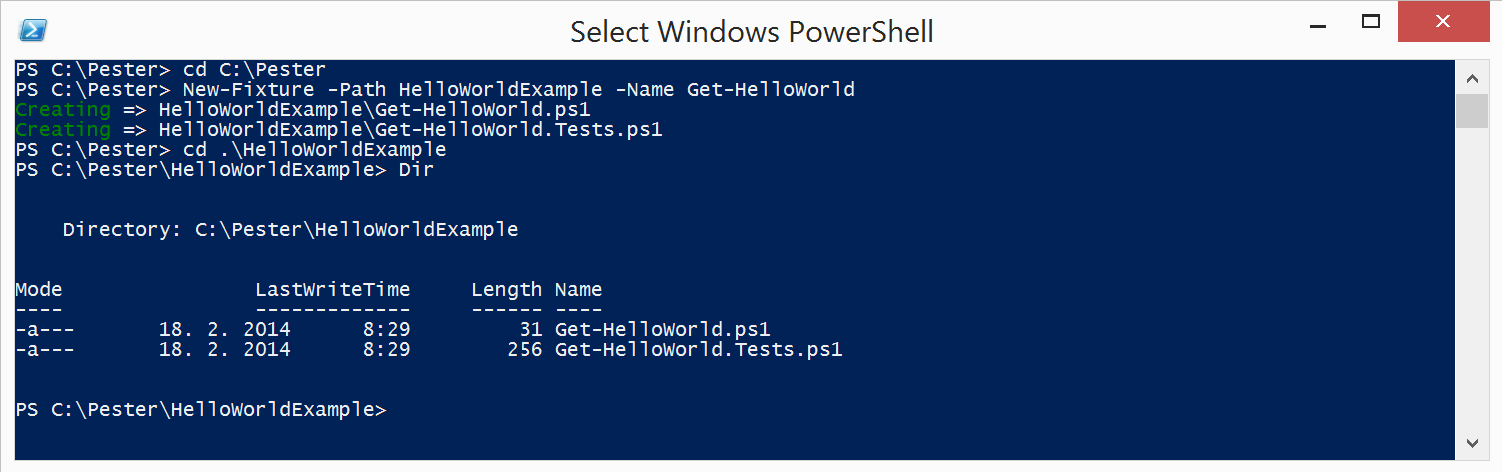 Select Windows PowerShell
PS C:\Pester> cd C:\Pester
PS C:\Pester> New-Fixture -Path HelloWorldExample -Name Get-HelloWorld
Creating => HelloWorldExample\Get-HelloWorld.ps1
Creating => HelloWorldExample\Get-HelloWorld.Tests.ps1
PS C:\Pester> cd .\HelloWorldExample
PS C:\Pester\HelloWorldExample> Dir
    Directory: C:\Pester\HelloWorldExample
Mode                LastWriteTime     Length Name
----                -------------     ------ ----
-a---       18. 2. 2014      8:29         31 Get-HelloWorld.ps1
-a---       18. 2. 2014      8:29        256 Get-HelloWorld.Tests.ps1
PS C:\Pester\HelloWorldExample>